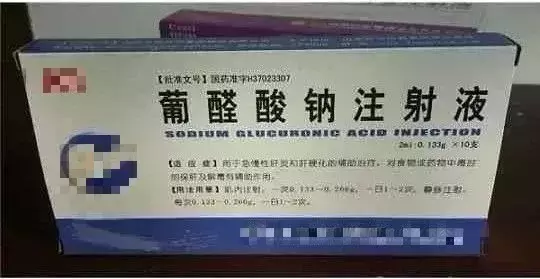 【批准文号】国药准字H37023307
葡醛酸钠注射液
SODIUM GLUCURONIC ACID INJECTION
2ml:0.133g ×10支
【适应症】用于急慢性肝炎和肝硬化的辅助治疗。对食物或药物中毒时
的保肝及解毒有辅助作用。
【用法用量】肌内注射，一次0.133～0.266g，一日1～2次。静脉注射，
每次0.133～0.266g，一日1～2次。